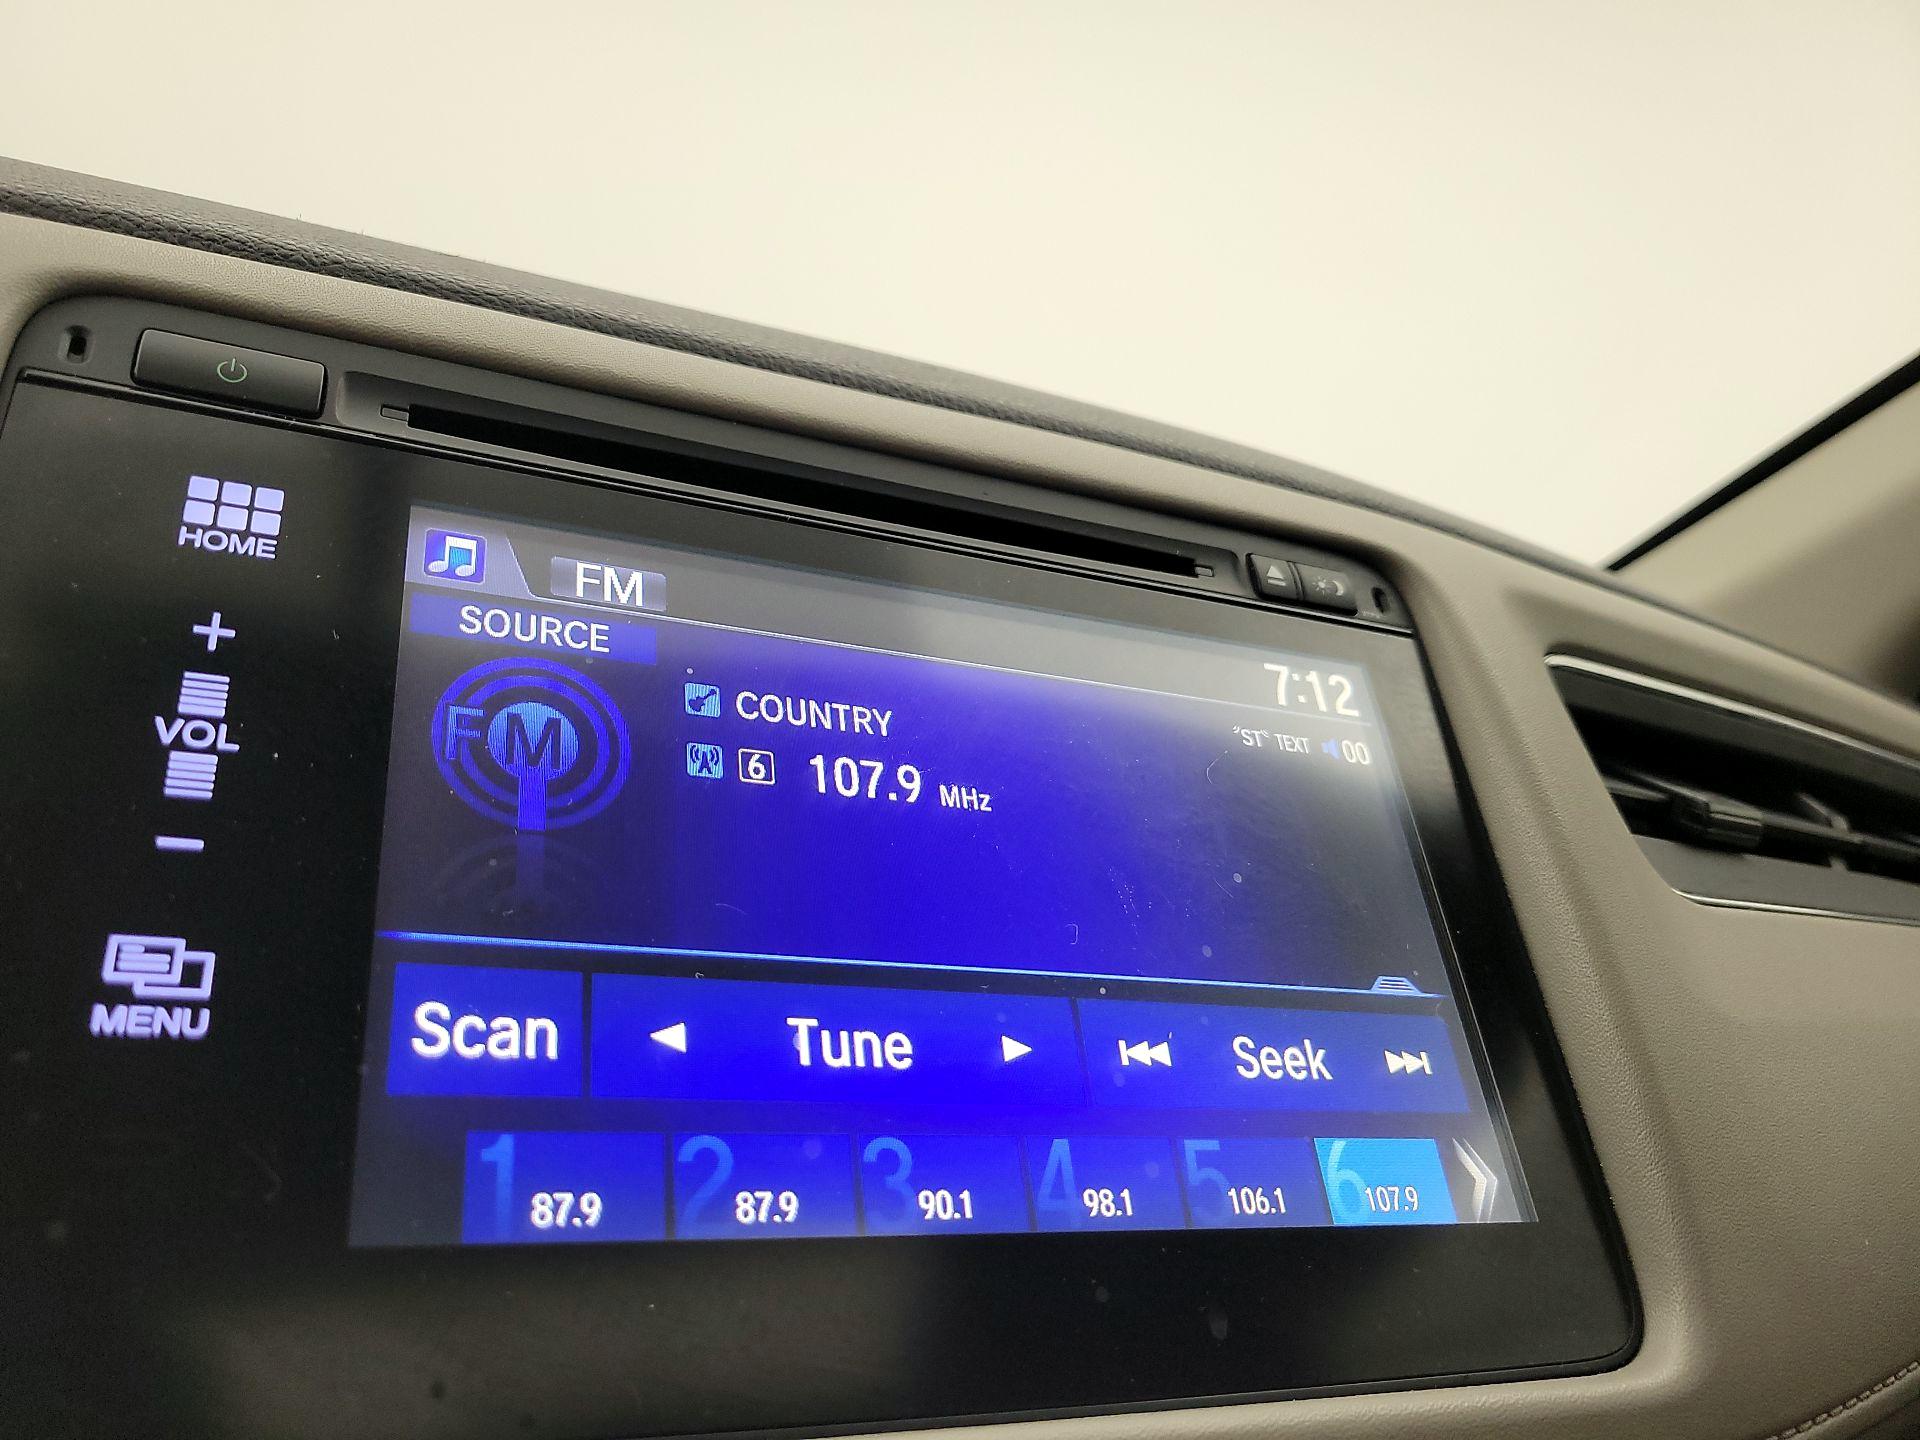 HOME
+
VOL
−
MENU
FM
SOURCE
7:12
FM
COUNTRY
"ST" TEXT 00
6 107.9 MHz
Scan
Tune
Seek
1 87.9
2 87.9
3 90.1
4 98.1
5 106.1
6 107.9